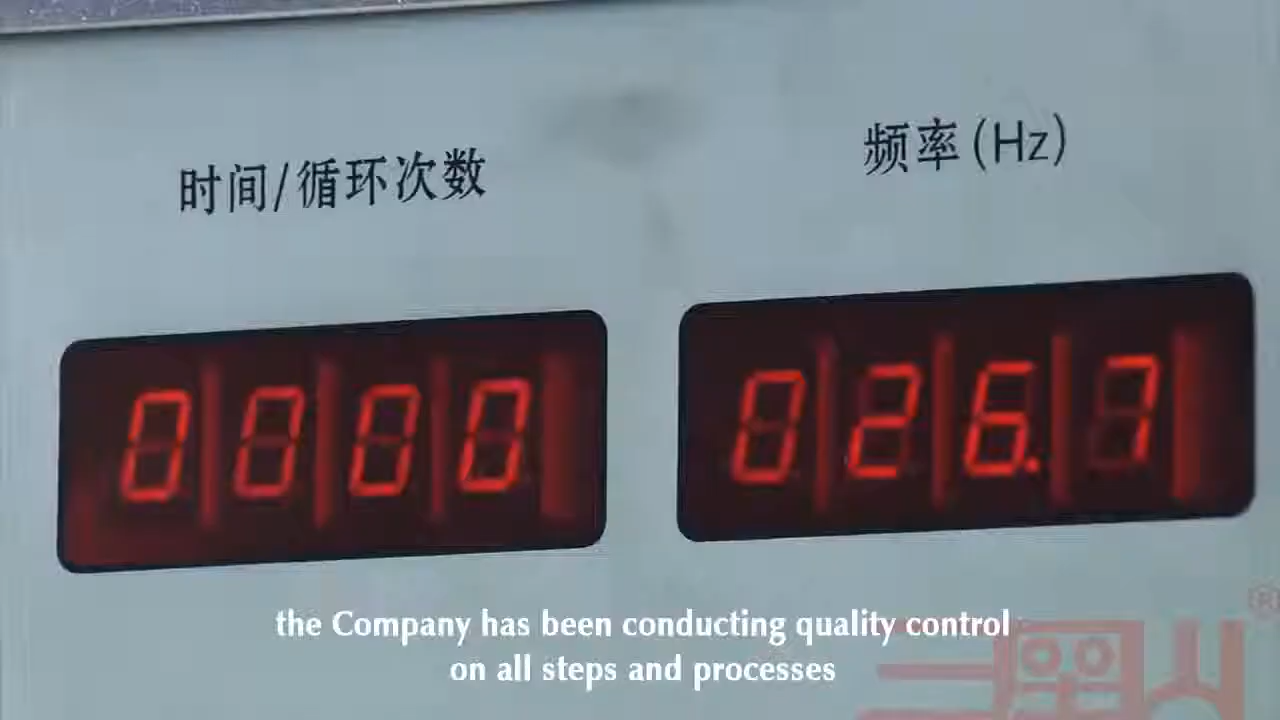 时间/循环次数
频率(Hz)
0000
026.7
the Company has been conducting quality control
on all steps and processes
®